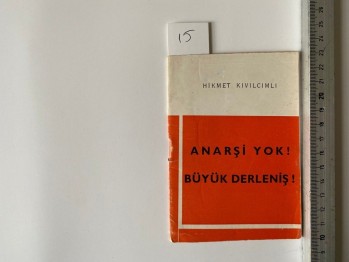 15
HİKMET KIVILCIMLI
ANARŞİ YOK!
BÜYÜK DERLENİŞ!